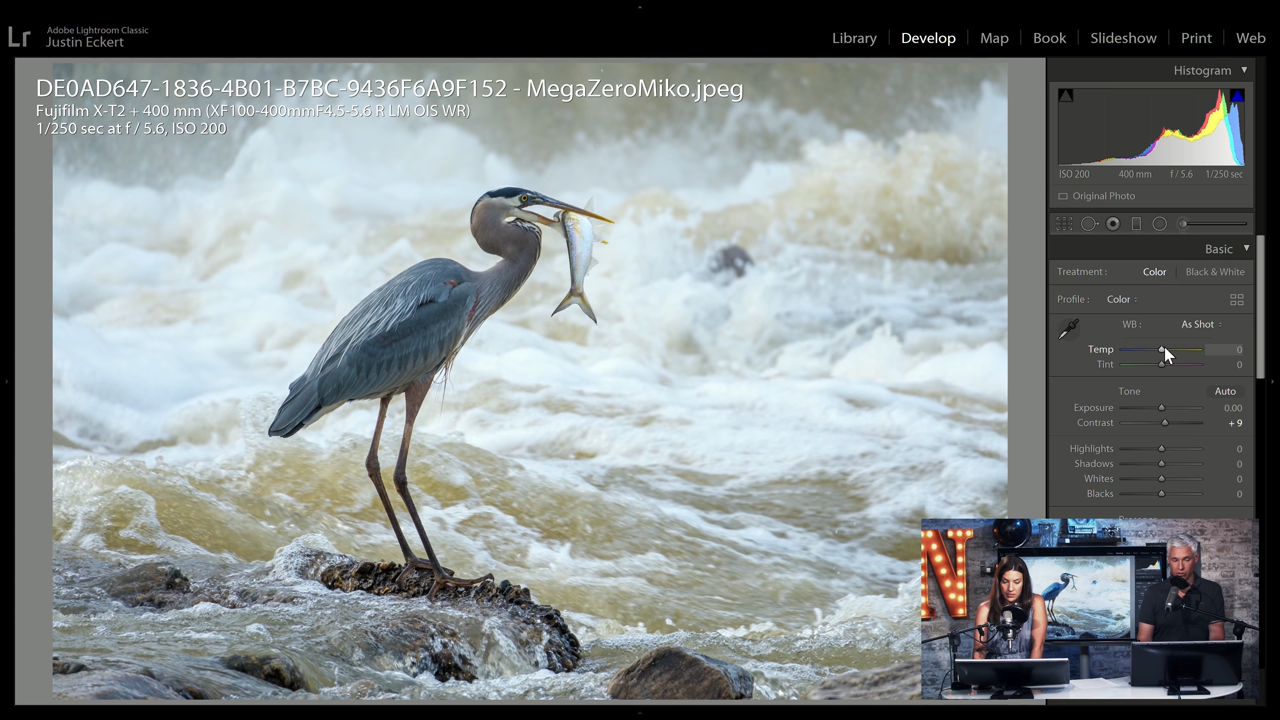 Lr
Adobe Lightroom Classic
Justin Eckert
Library Develop Map Book Slideshow Print Web
DE0AD647-1836-4B01-B7BC-9436F6A9F152 - MegaZeroMiko.jpeg
Fujifilm X-T2 + 400 mm (XF100-400mmF4.5-5.6 R LM OIS WR)
1/250 sec at f / 5.6, ISO 200
Histogram
ISO 200 400 mm f / 5.6 1/250 sec
Original Photo
Basic
Treatment : Color Black & White
Profile : Color
WB : As Shot
Temp 0
Tint 0
Tone Auto
Exposure 0.00
Contrast + 9
Highlights 0
Shadows 0
Whites 0
Blacks 0
N